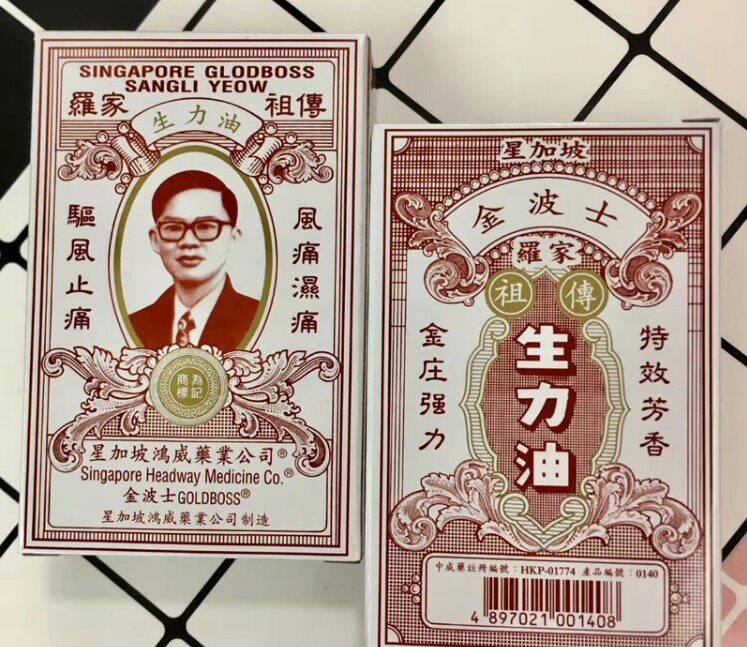 SINGAPORE GLODBOSS
SANGLI YEOW
羅家 祖傳
生力油
驅風止痛
風痛濕痛
為記
商標
星加坡鴻威藥業公司®
Singapore Headway Medicine Co.®
金波士GOLDBOSS®
星加坡鴻威藥業公司制造
星加坡
金波士
羅家
祖傳
生力油
金庄强力
特效芳香
中成藥註冊編號：HKP-01774 產品編號：0140
4 897021 001408